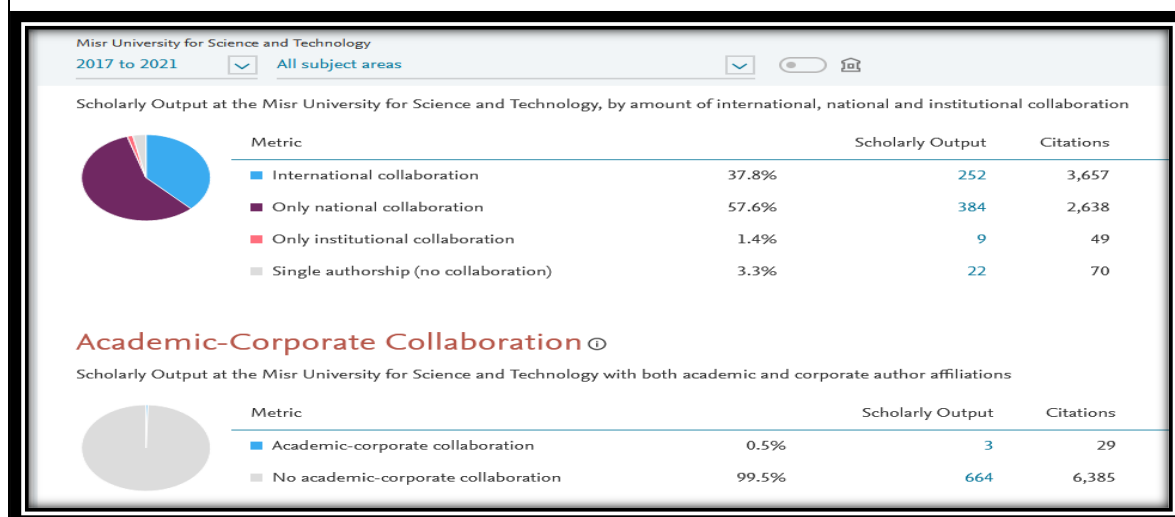 Misr University for Science and Technology
2017 to 2021 All subject areas
Scholarly Output at the Misr University for Science and Technology, by amount of international, national and institutional collaboration
Metric Scholarly Output Citations
International collaboration 37.8% 252 3,657
Only national collaboration 57.6% 384 2,638
Only institutional collaboration 1.4% 9 49
Single authorship (no collaboration) 3.3% 22 70
Academic-Corporate Collaboration
Scholarly Output at the Misr University for Science and Technology with both academic and corporate author affiliations
Metric Scholarly Output Citations
Academic-corporate collaboration 0.5% 3 29
No academic-corporate collaboration 99.5% 664 6,385